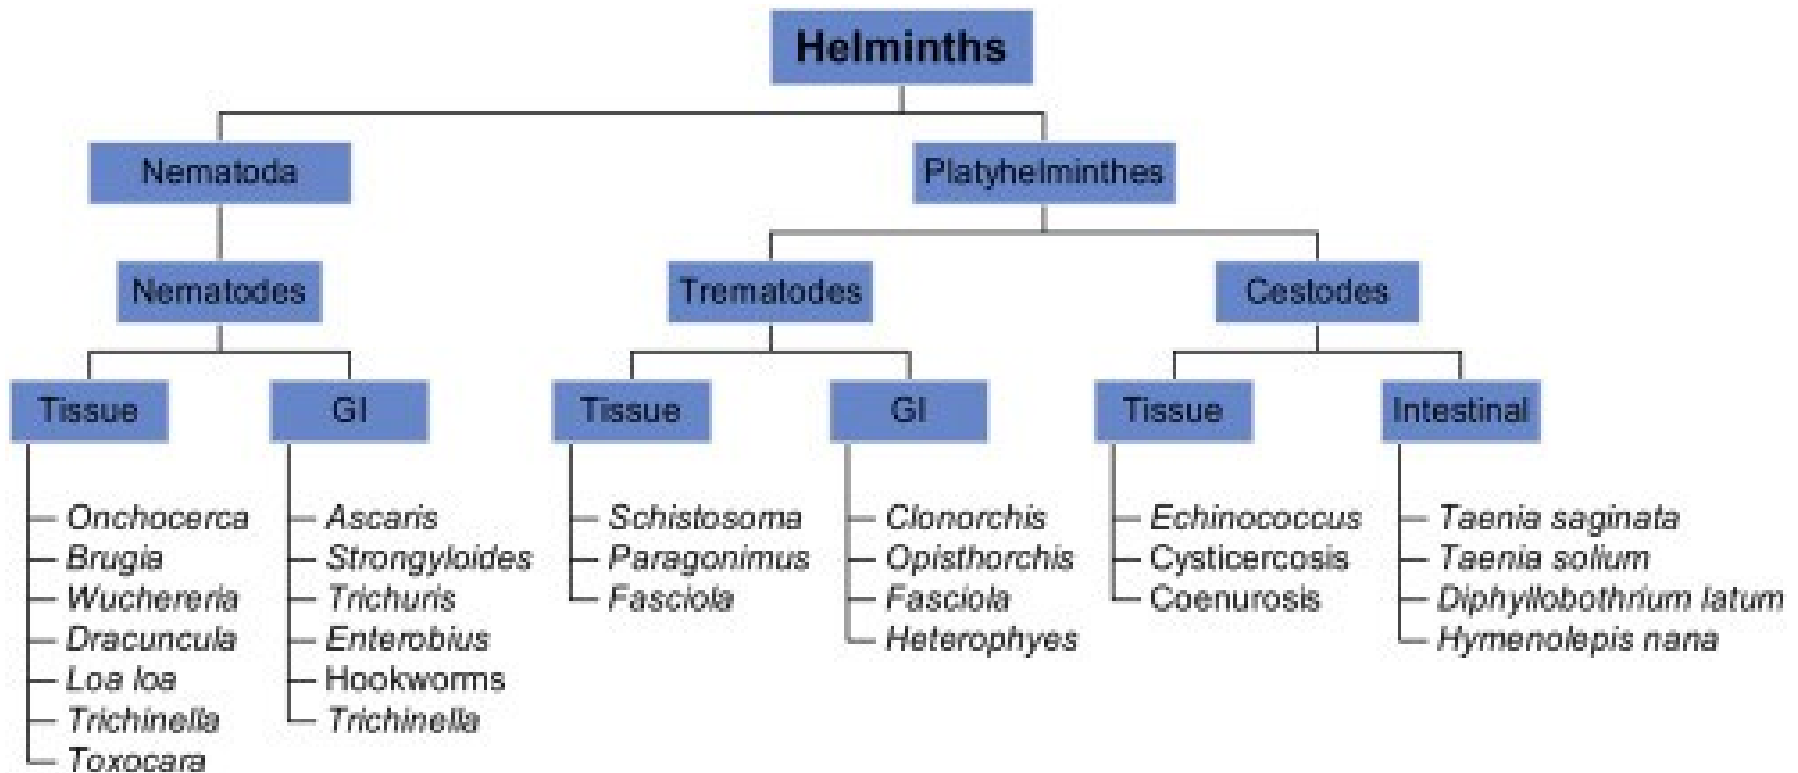 Helminths
Nematoda
Platyhelminthes
Nematodes
Trematodes
Cestodes
Tissue
GI
Tissue
GI
Tissue
Intestinal
Onchocerca
Brugia
Wuchereria
Dracuncula
Loa loa
Trichinella
Toxocara
Ascaris
Strongyloides
Trichuris
Enterobius
Hookworms
Trichinella
Schistosoma
Paragonimus
Fasciola
Clonorchis
Opisthorchis
Fasciola
Heterophyes
Echinococcus
Cysticercosis
Coenurosis
Taenia saginata
Taenia solium
Diphyllobothrium latum
Hymenolepis nana